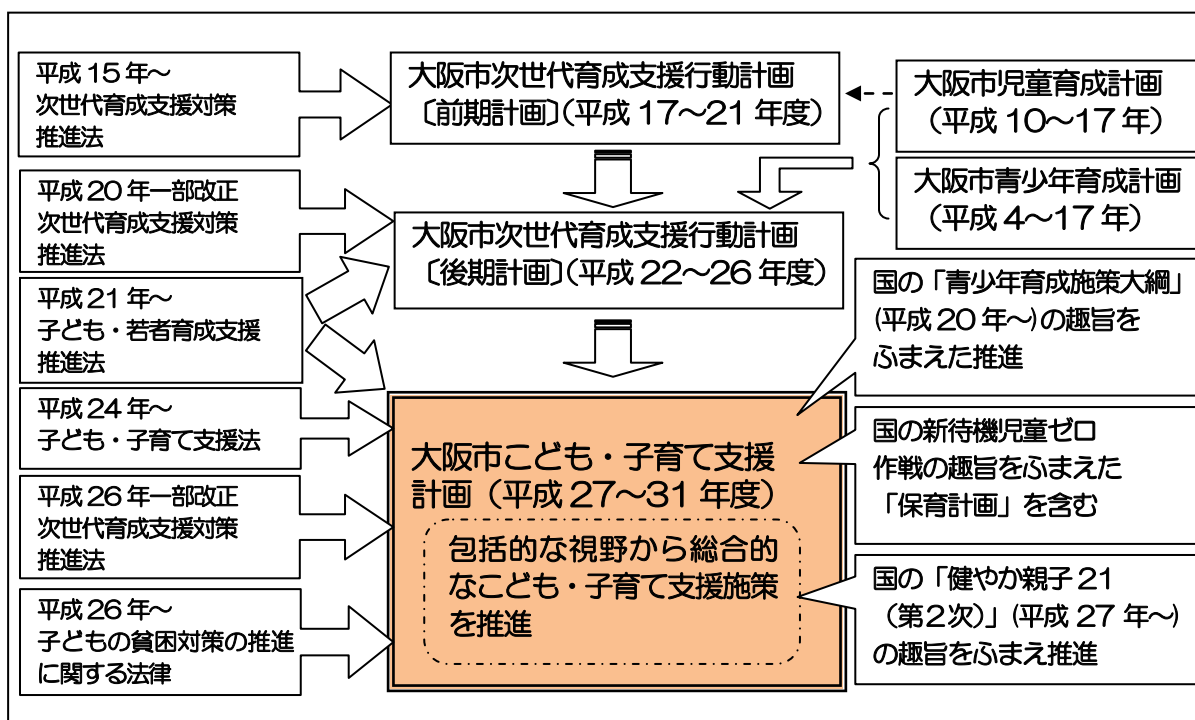 平成 15 年～
次世代育成支援対策
推進法
平成 20 年一部改正
次世代育成支援対策
推進法
平成 21 年～
子ども・若者育成支援
推進法
平成 24 年～
子ども・子育て支援法
平成 26 年一部改正
次世代育成支援対策
推進法
平成 26 年～
子どもの貧困対策の推進
に関する法律
大阪市次世代育成支援行動計画
〔前期計画〕（平成 17～21 年度）
大阪市次世代育成支援行動計画
〔後期計画〕（平成 22～26 年度）
大阪市こども・子育て支援
計画（平成 27～31 年度）
包括的な視野から総合的
なこども・子育て支援施策
を推進
大阪市児童育成計画
（平成 10～17 年）
大阪市青少年育成計画
（平成 4～17 年）
国の「青少年育成施策大綱」
(平成 20 年～)の趣旨を
ふまえた推進
国の新待機児童ゼロ
作戦の趣旨をふまえた
「保育計画」を含む
国の「健やか親子 21
（第２次）」(平成 27 年～)
の趣旨をふまえ推進